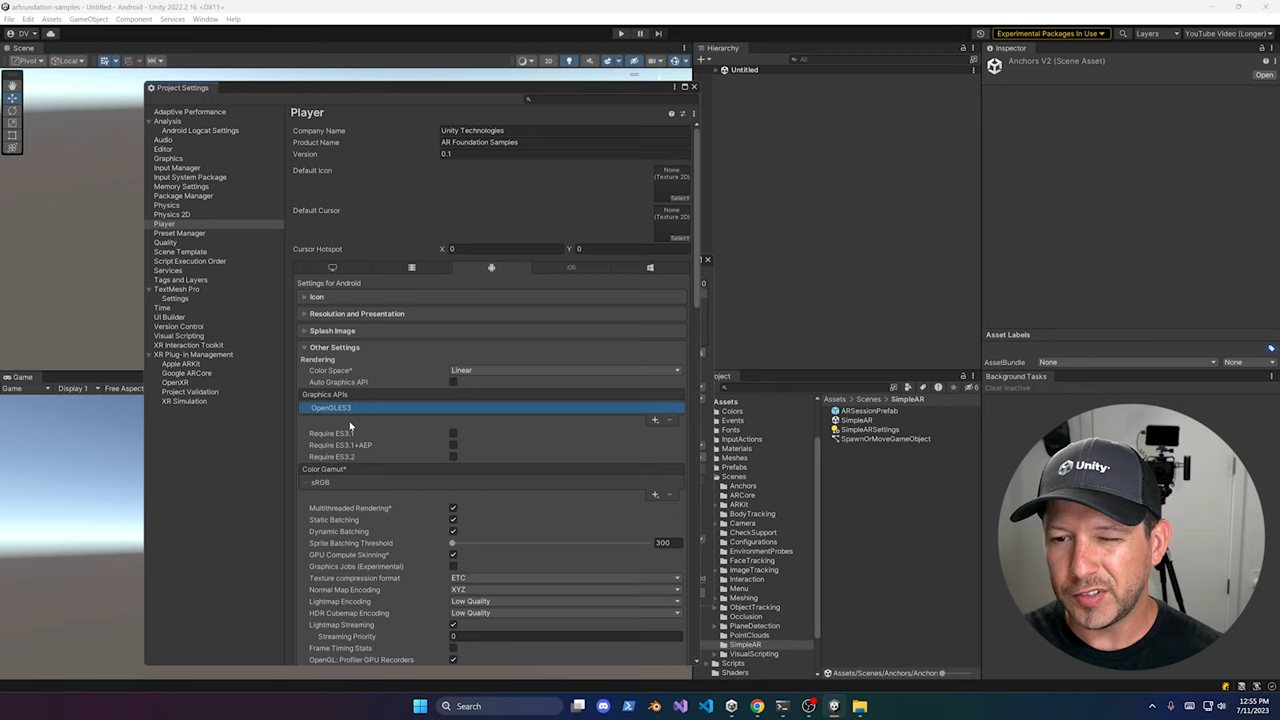 arfoundation-samples - Untitled - Android - Unity 2022.2.16 <DX11>
File Edit Assets GameObject Component Services Window Help
DV Experimental Packages In Use Layers YouTube Video (Longer)
Scene
Pivot Local 2D
Hierarchy
All
Untitled
Inspector
Anchors V2 (Scene Asset)
Open
Project Settings
Adaptive Performance
Analysis
Android Logcat Settings
Audio
Editor
Graphics
Input Manager
Input System Package
Memory Settings
Package Manager
Physics
Physics 2D
Player
Preset Manager
Quality
Scene Template
Script Execution Order
Services
Tags and Layers
TextMesh Pro
Settings
Time
UI Builder
Version Control
Visual Scripting
XR Interaction Toolkit
XR Plug-in Management
Apple ARKit
Google ARCore
OpenXR
Project Validation
XR Simulation
Player
Company Name Unity Technologies
Product Name AR Foundation Samples
Version 0.1
Default Icon
None
(Texture 2D)
Select
Default Cursor
None
(Texture 2D)
Select
Cursor Hotspot X 0 Y 0
iOS
Settings for Android
Icon
Resolution and Presentation
Splash Image
Other Settings
Rendering
Color Space* Linear
Auto Graphics API
Graphics APIs
OpenGLES3
Require ES3.1
Require ES3.1+AEP
Require ES3.2
Color Gamut*
sRGB
Multithreaded Rendering*
Static Batching
Dynamic Batching
Sprite Batching Threshold 300
GPU Compute Skinning*
Graphics Jobs (Experimental)
Texture compression format ETC
Normal Map Encoding XYZ
Lightmap Encoding Low Quality
HDR Cubemap Encoding Low Quality
Lightmap Streaming
Streaming Priority 0
Frame Timing Stats
OpenGL: Profiler GPU Recorders
Game
Game Display 1 Free Aspect
oject
6
Assets
Colors
Events
Fonts
InputActions
Materials
Meshes
Prefabs
Scenes
Anchors
ARCore
ARKit
BodyTracking
Camera
CheckSupport
Configurations
EnvironmentProbes
FaceTracking
ImageTracking
Interaction
Menu
Meshing
ObjectTracking
Occlusion
PlaneDetection
PointClouds
SimpleAR
VisualScripting
Scripts
Shaders
Assets > Scenes > SimpleAR
ARSessionPrefab
SimpleAR
SimpleARSettings
SpawnOrMoveGameObject
Assets/Scenes/Anchors/Anchor
Asset Labels
AssetBundle None None
Background Tasks
Clear inactive
Unity
Search
12:55 PM
7/11/2023